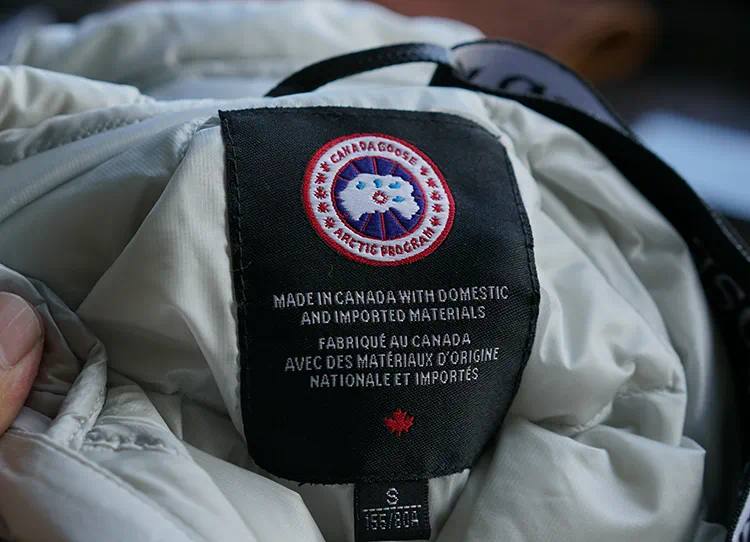 CANADA GOOSE
ARCTIC PROGRAM
MADE IN CANADA WITH DOMESTIC
AND IMPORTED MATERIALS
FABRIQUÉ AU CANADA
AVEC DES MATÉRIAUX D'ORIGINE
NATIONALE ET IMPORTÉS
S
155/80A